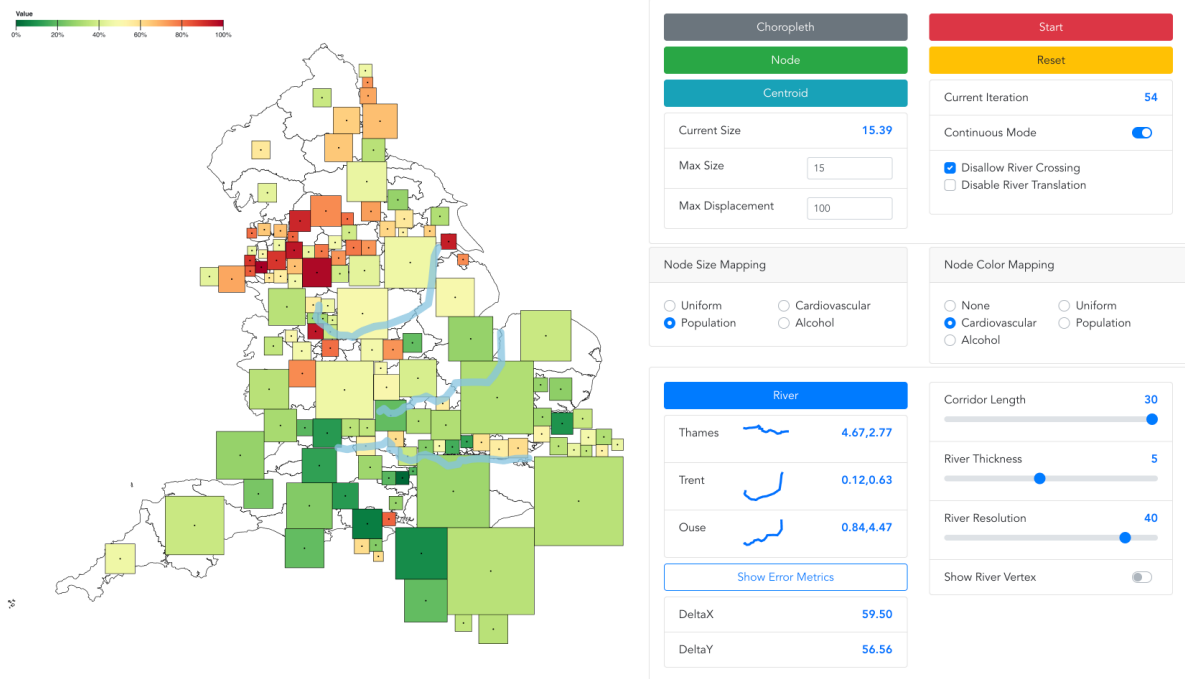 Value
0% 20% 40% 60% 80% 100%
Choropleth
Node
Centroid
Current Size 15.39
Max Size 15
Max Displacement 100
Start
Reset
Current Iteration 54
Continuous Mode
Disallow River Crossing
Disable River Translation
Node Size Mapping
Uniform Cardiovascular
Population Alcohol
Node Color Mapping
None Uniform
Cardiovascular Population
Alcohol
River
Thames 4.67,2.77
Trent 0.12,0.63
Ouse 0.84,4.47
Show Error Metrics
DeltaX 59.50
DeltaY 56.56
Corridor Length 30
River Thickness 5
River Resolution 40
Show River Vertex